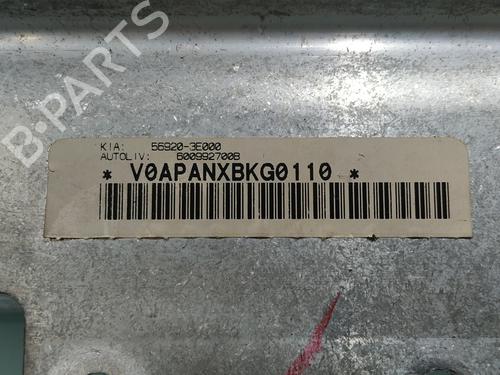 KIA: 56920-3E000
AUTOLIV: 600992700B
* V0APANXBKG0110 *
B-PARTS